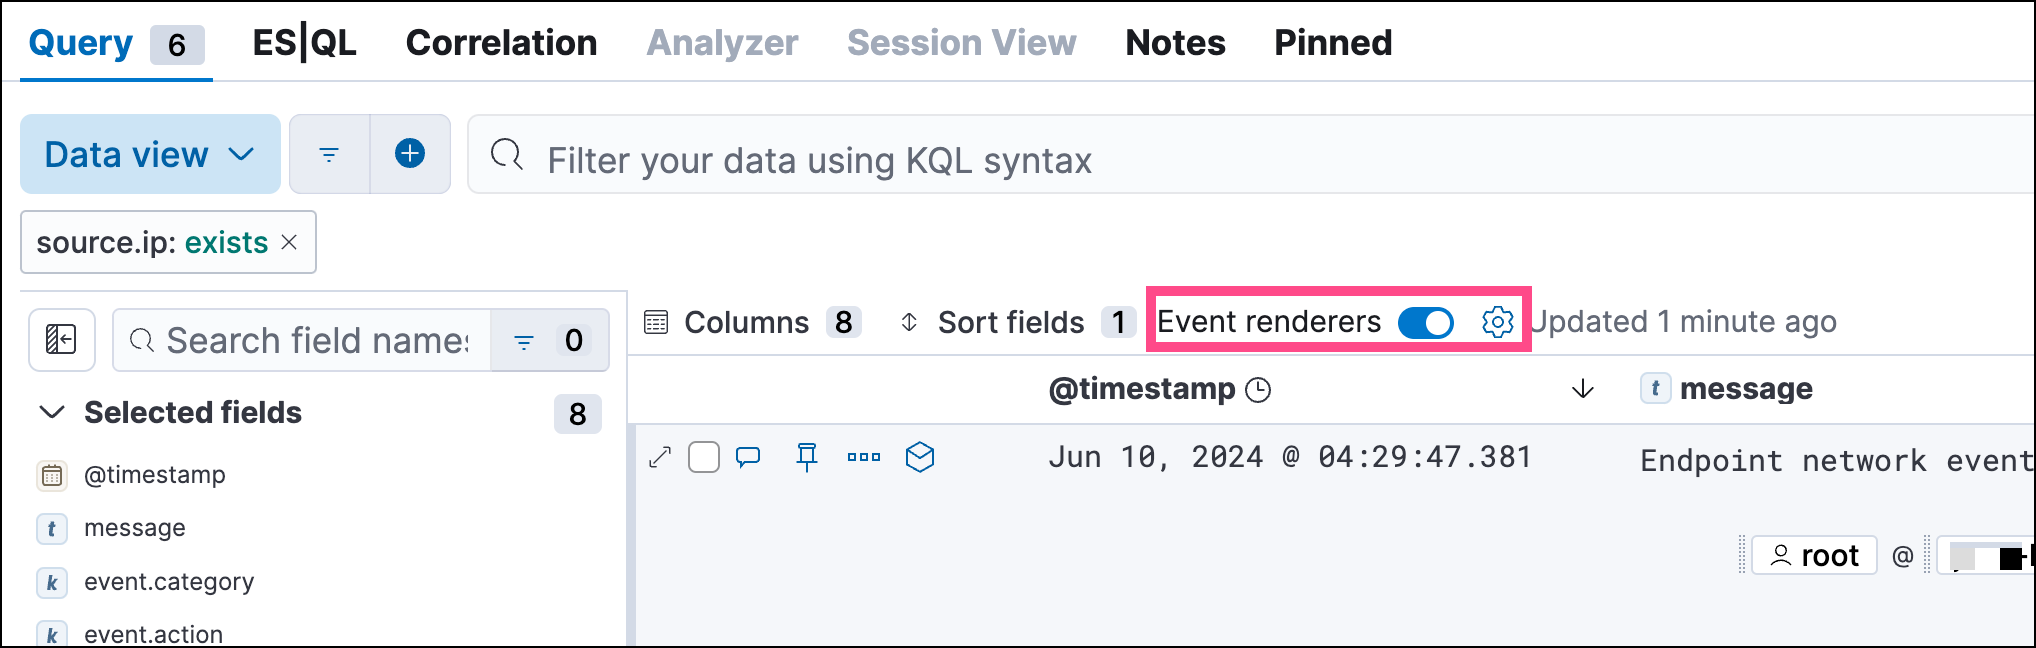 Query 6 ES|QL Correlation Analyzer Session View Notes Pinned
Data view Filter your data using KQL syntax
source.ip: exists
Columns 8 Sort fields 1 Event renderers Updated 1 minute ago
Search field names 0
@timestamp t message
Selected fields 8
Jun 10, 2024 @ 04:29:47.381 Endpoint network event
@timestamp
t message
root @
k event.category
k event.action